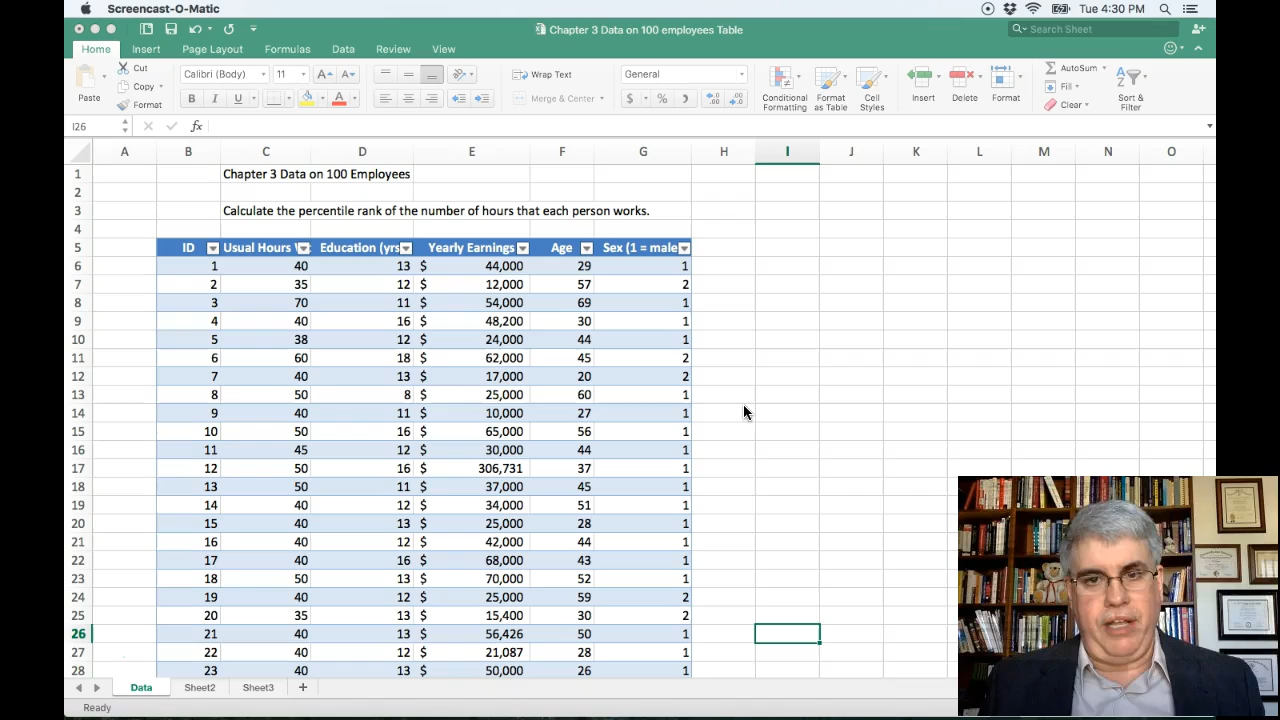 Screencast-O-Matic Tue 4:30 PM
Chapter 3 Data on 100 employees Table Search Sheet
Home Insert Page Layout Formulas Data Review View
Paste Cut Copy Format
Calibri (Body) 11 Wrap Text General
B I U Merge & Center $ %
Conditional Formatting Format as Table Cell Styles Insert Delete Format
AutoSum Fill Clear Sort & Filter
I26 fx
A B C D E F G H I J K L M N O
1 Chapter 3 Data on 100 Employees
2
3 Calculate the percentile rank of the number of hours that each person works.
4
5 ID Usual Hours Education (yrs Yearly Earnings Age Sex (1 = male
6 1 40 13 $ 44,000 29 1
7 2 35 12 $ 12,000 57 2
8 3 70 11 $ 54,000 69 1
9 4 40 16 $ 48,200 30 1
10 5 38 12 $ 24,000 44 1
11 6 60 18 $ 62,000 45 2
12 7 40 13 $ 17,000 20 2
13 8 50 8 $ 25,000 60 1
14 9 40 11 $ 10,000 27 1
15 10 50 16 $ 65,000 56 1
16 11 45 12 $ 30,000 44 1
17 12 50 16 $ 306,731 37 1
18 13 50 11 $ 37,000 45 1
19 14 40 12 $ 34,000 51 1
20 15 40 13 $ 25,000 28 1
21 16 40 12 $ 42,000 44 1
22 17 40 16 $ 68,000 43 1
23 18 50 13 $ 70,000 52 1
24 19 40 12 $ 25,000 59 2
25 20 35 13 $ 15,400 30 2
26 21 40 13 $ 56,426 50 1
27 22 40 12 $ 21,087 28 1
28 23 40 13 $ 50,000 26 1
Data Sheet2 Sheet3 +
Ready